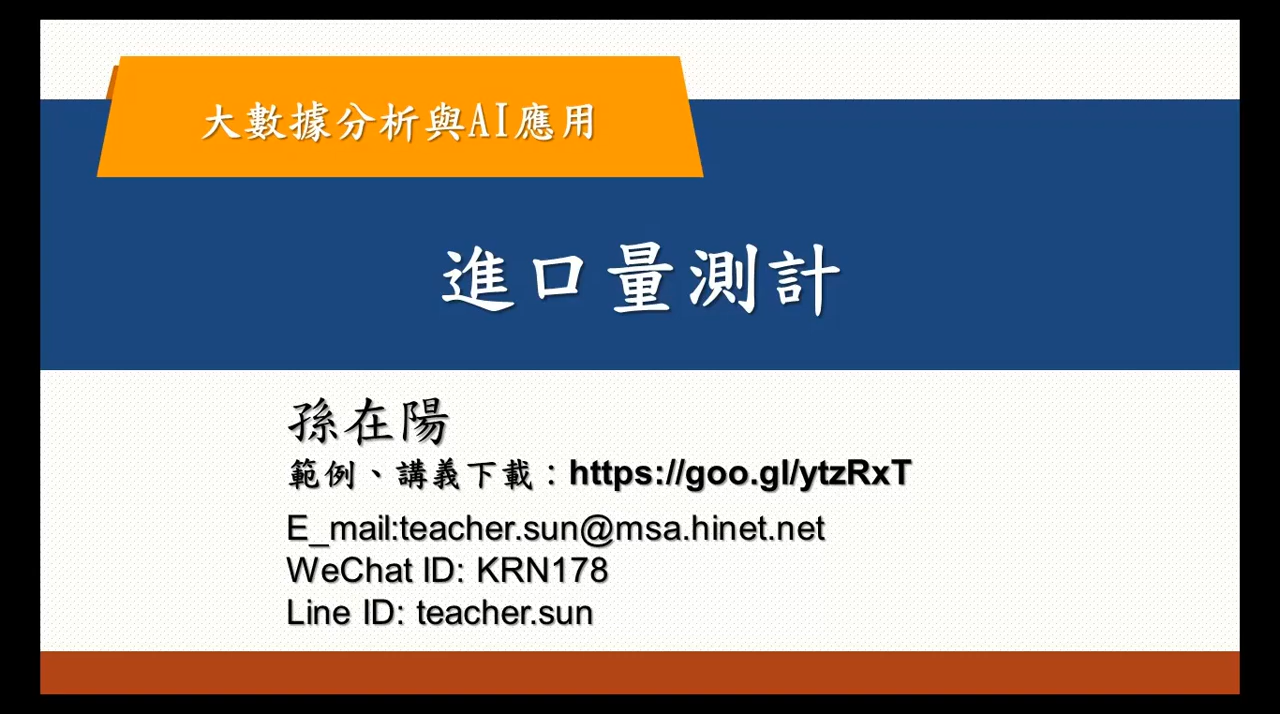 大數據分析與AI應用
進口量測計
孫在陽
範例、講義下載：https://goo.gl/ytzRxT
E_mail:teacher.sun@msa.hinet.net
WeChat ID: KRN178
Line ID: teacher.sun